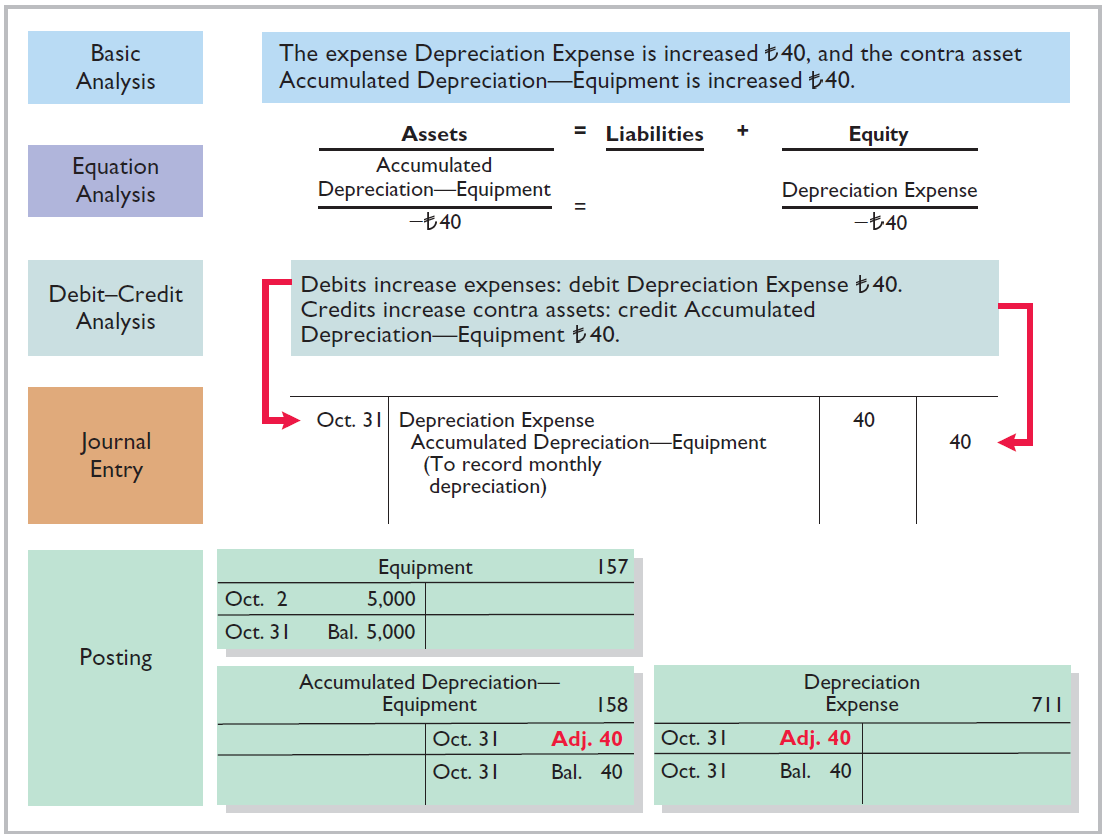 Basic
Analysis
The expense Depreciation Expense is increased ₺40, and the contra asset
Accumulated Depreciation—Equipment is increased ₺40.
Equation
Analysis
Assets = Liabilities + Equity
Accumulated
Depreciation—Equipment = Depreciation Expense
–₺40 –₺40
Debit–Credit
Analysis
Debits increase expenses: debit Depreciation Expense ₺40.
Credits increase contra assets: credit Accumulated
Depreciation—Equipment ₺40.
Journal
Entry
Oct. 31 Depreciation Expense 40
Accumulated Depreciation—Equipment 40
(To record monthly
depreciation)
Posting
Equipment 157
Oct. 2 5,000
Oct. 31 Bal. 5,000
Accumulated Depreciation—
Equipment 158
Oct. 31 Adj. 40
Oct. 31 Bal. 40
Depreciation
Expense 711
Oct. 31 Adj. 40
Oct. 31 Bal. 40